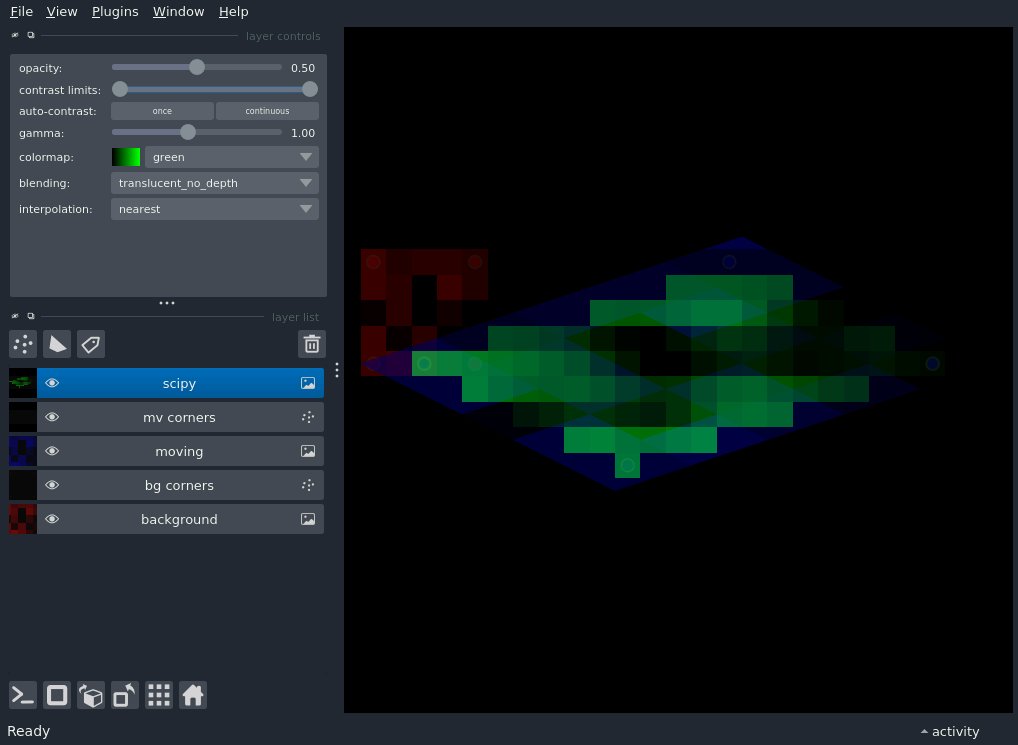 File View Plugins Window Help
layer controls
opacity: 0.50
contrast limits:
auto-contrast: once continuous
gamma: 1.00
colormap: green
blending: translucent_no_depth
interpolation: nearest
layer list
scipy
mv corners
moving
bg corners
background
Ready activity